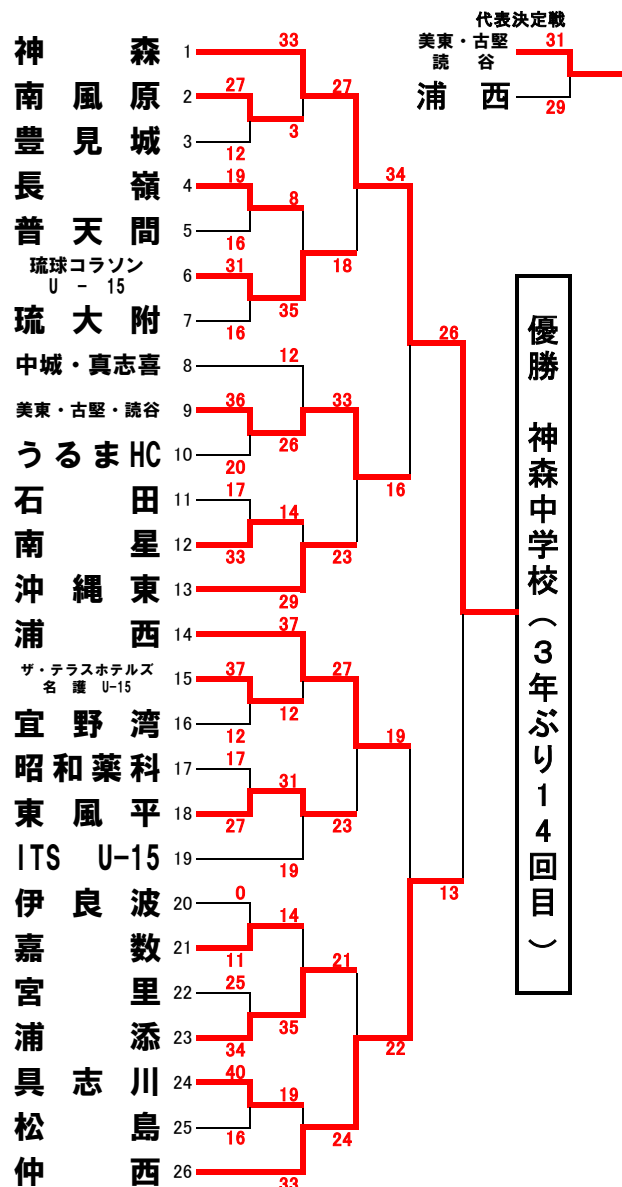 代表決定戦
美東・古堅
読谷
31
浦西
29
神森 1 33
南風原 2 27
3
27
豊見城 3 12
長嶺 4 19
8
34
普天間 5 16
琉球コラソン
U - 15
6 31
18
35
琉大附 7 16
26
中城・真志喜 8 12
美東・古堅・読谷 9 36
33
26
うるまHC 10 20
16
石田 11 17
14
南星 12 33
23
沖縄東 13 29
浦西 14 37
ザ・テラスホテルズ
名護 U-15
15 37
27
12
宜野湾 16 12
19
昭和薬科 17 17
31
東風平 18 27
23
ITS U-15 19 19
伊良波 20 0
13
14
嘉数 21 11
21
宮里 22 25
35
浦添 23 34
22
具志川 24 40
19
松島 25 16
24
仲西 26 33
優勝 神森中学校(3年ぶり14回目)